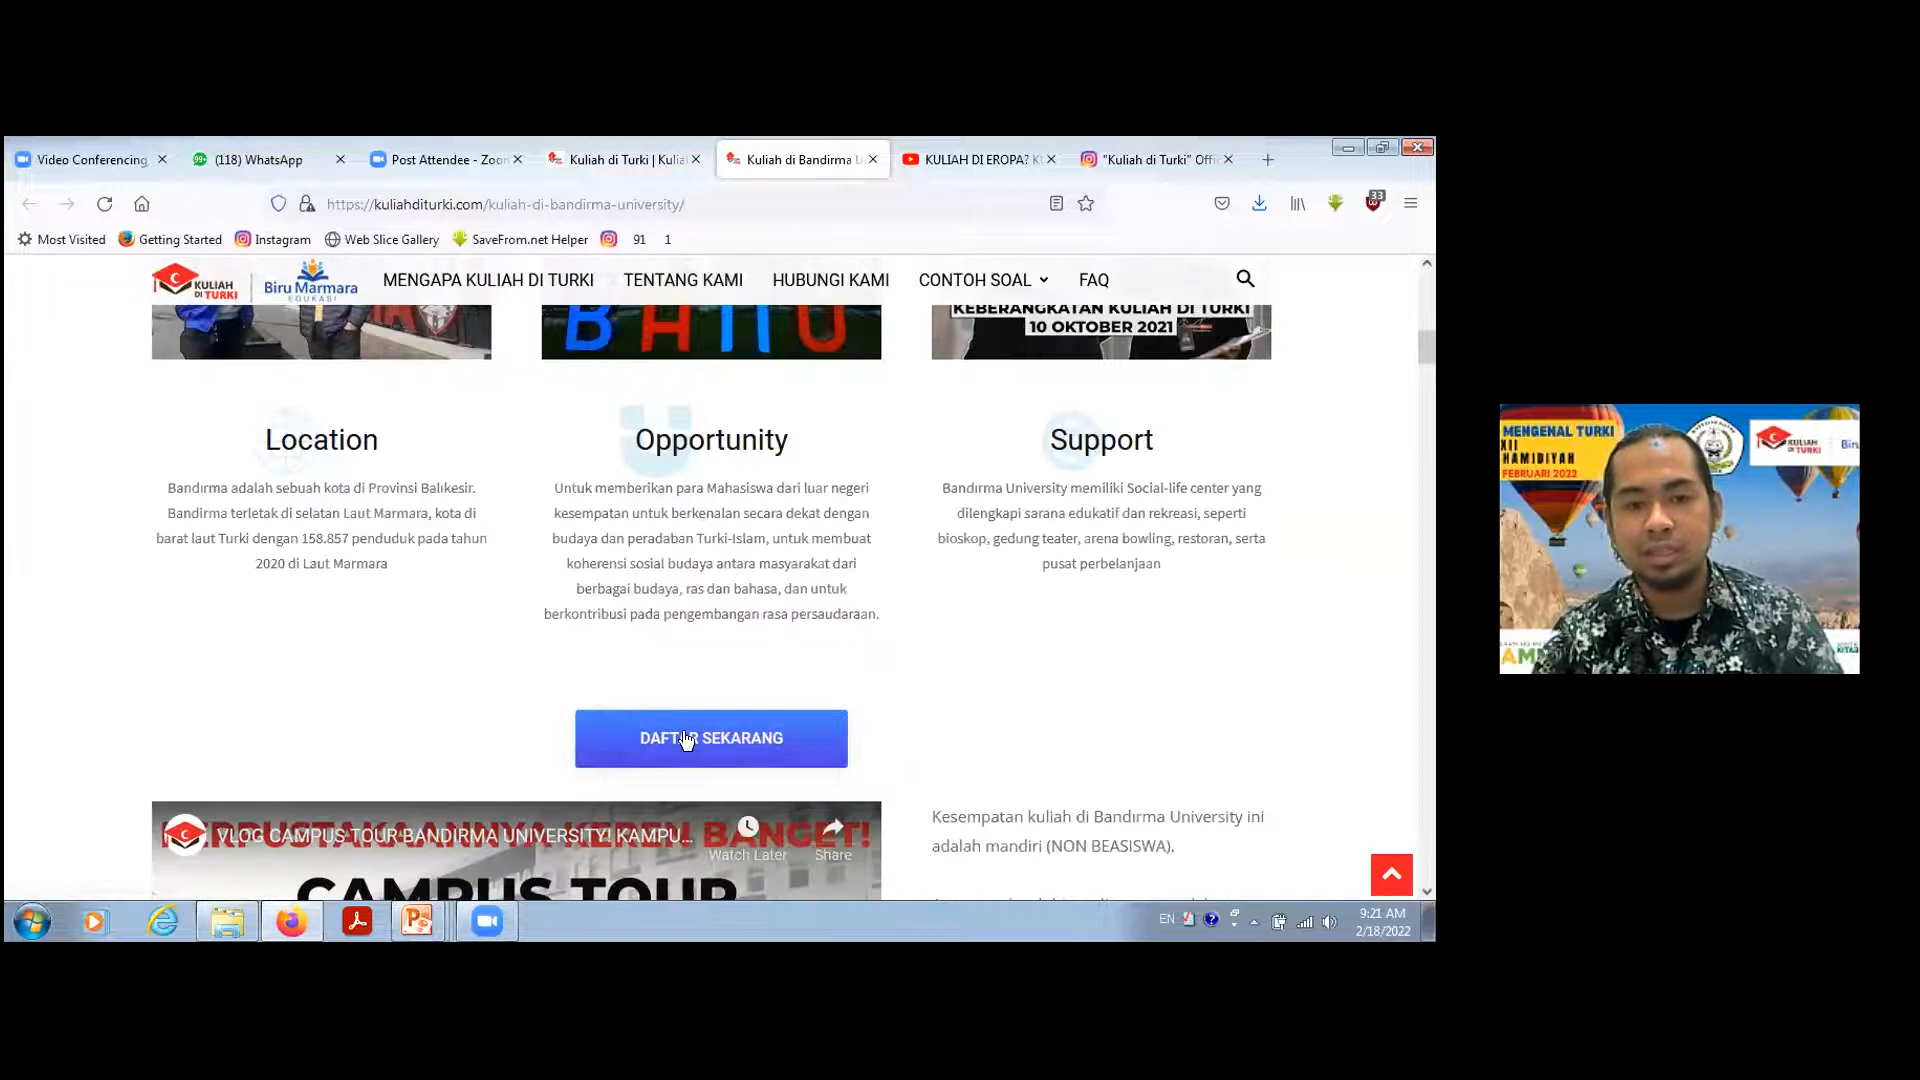 Video Conferencing,
(118) WhatsApp
Post Attendee - Zoom
Kuliah di Turki | Kulia
Kuliah di Bandirma U
KULIAH DI EROPA? K
"Kuliah di Turki" Offic
https://kuliahditurki.com/kuliah-di-bandirma-university/
33
Most Visited
Getting Started
Instagram
Web Slice Gallery
SaveFrom.net Helper
91
1
KULIAH
DI TURKI
Biru Marmara
EDUKASI
MENGAPA KULIAH DI TURKI
TENTANG KAMI
HUBUNGI KAMI
CONTOH SOAL
FAQ
KEBERANGKATAN KULIAH DI TURKI
10 OKTOBER 2021
Location
Bandırma adalah sebuah kota di Provinsi Balıkesir.
Bandirma terletak di selatan Laut Marmara, kota di
barat laut Turki dengan 158.857 penduduk pada tahun
2020 di Laut Marmara
Opportunity
Untuk memberikan para Mahasiswa dari luar negeri
kesempatan untuk berkenalan secara dekat dengan
budaya dan peradaban Turki-Islam, untuk membuat
koherensi sosial budaya antara masyarakat dari
berbagai budaya, ras dan bahasa, dan untuk
berkontribusi pada pengembangan rasa persaudaraan.
Support
Bandırma University memiliki Social-life center yang
dilengkapi sarana edukatif dan rekreasi, seperti
bioskop, gedung teater, arena bowling, restoran, serta
pusat perbelanjaan
DAFTAR SEKARANG
VLOG CAMPUS TOUR BANDIRMA UNIVERSITY! KAMPU...
Watch Later
Share
BANGET!
CAMPUS TOUR
Kesempatan kuliah di Bandırma University ini
adalah mandiri (NON BEASISWA).
EN
9:21 AM
2/18/2022
MENGENAL TURKI
XII
HAMIDIYAH
FEBRUARI 2022
KULIAH
DI TURKI